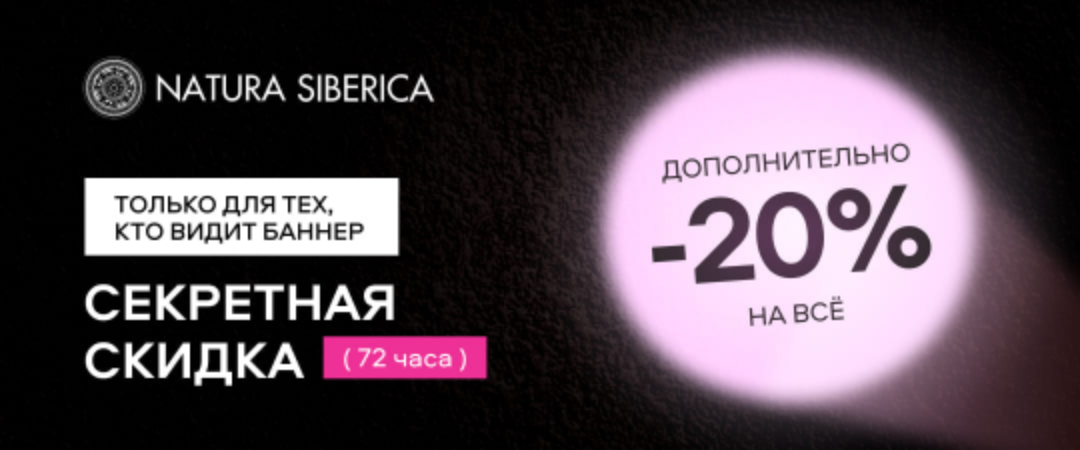 NATURA SIBERICA
ТОЛЬКО ДЛЯ ТЕХ,
КТО ВИДИТ БАННЕР
СЕКРЕТНАЯ
СКИДКА ( 72 часа )
ДОПОЛНИТЕЛЬНО
-20%
НА ВСЁ